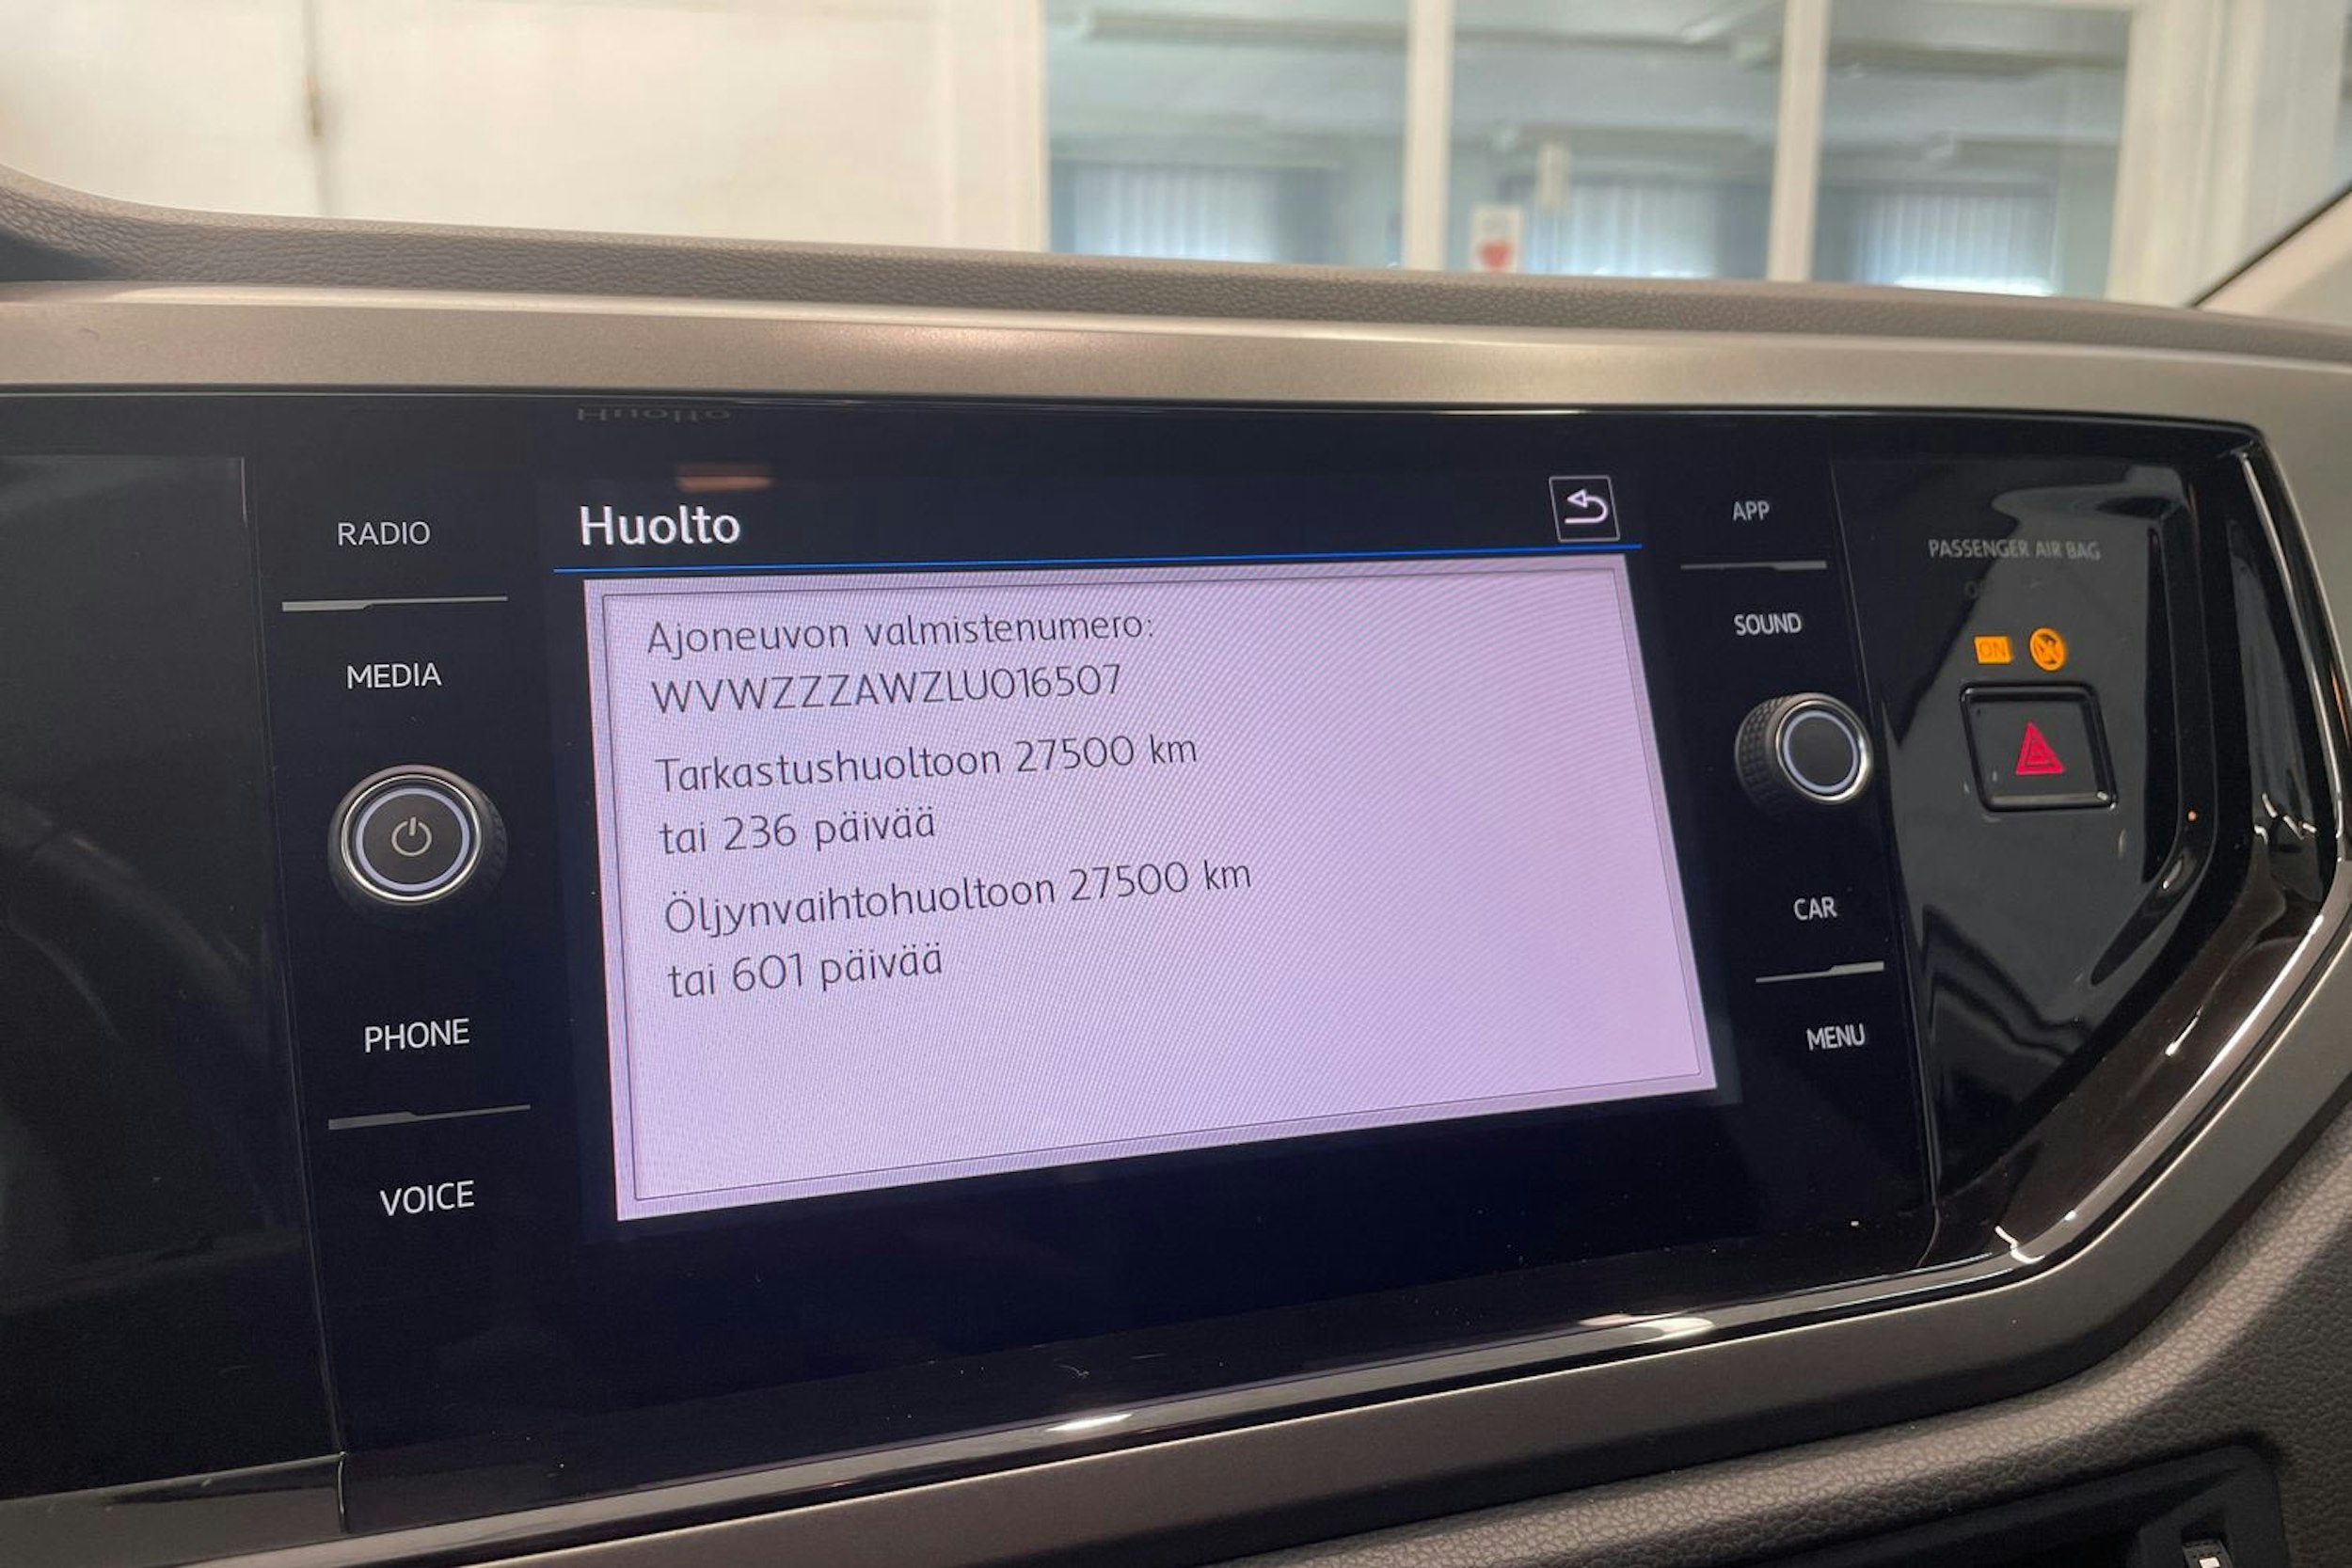 Huolto
RADIO
MEDIA
PHONE
VOICE
Ajoneuvon valmistenumero:
WVWZZZAWZLU016507
Tarkastushuoltoon 27500 km
tai 236 päivää
Öljynvaihtohuoltoon 27500 km
tai 601 päivää
APP
SOUND
CAR
MENU
PASSENGER AIR BAG
ON